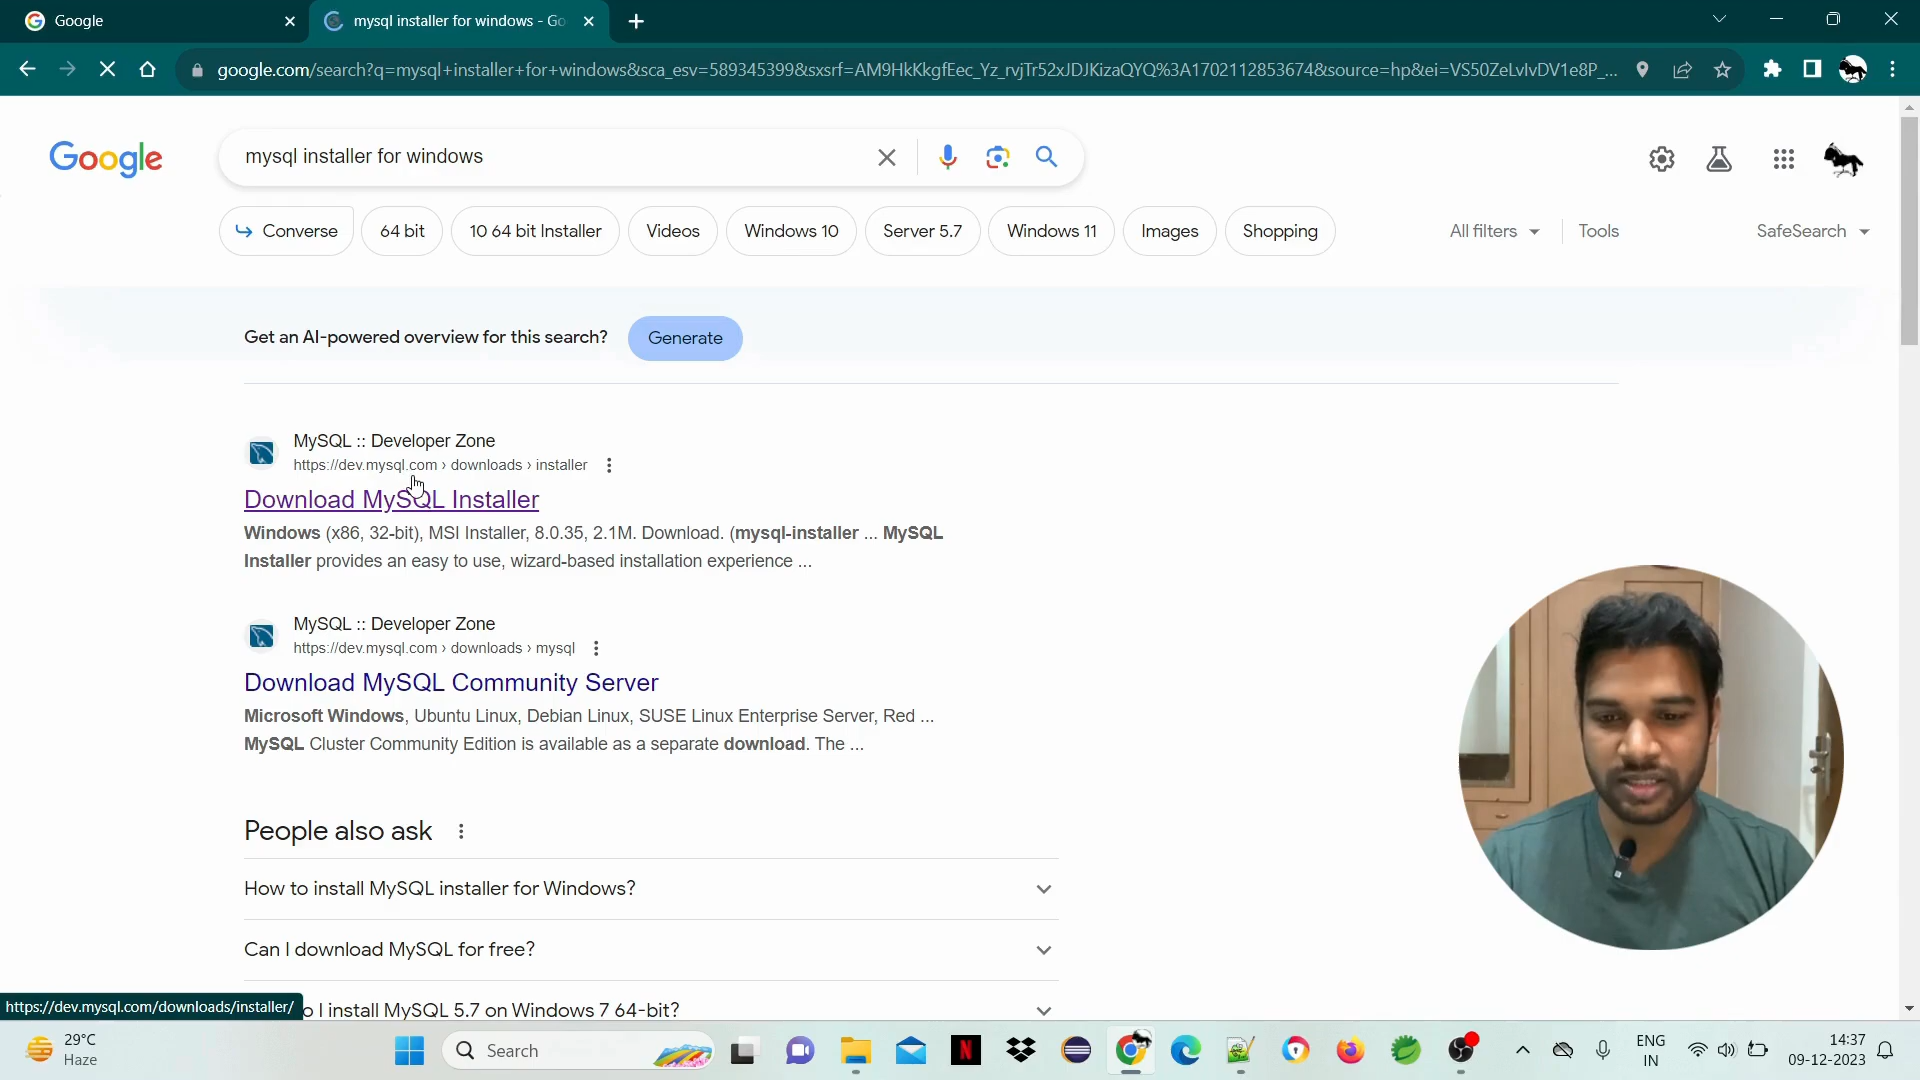 Google
mysql installer for windows - Go
google.com/search?q=mysql+installer+for+windows&sca_esv=589345399&sxsrf=AM9HkKkgfEec_Yz_rvjTr52xJDJKizaQYQ%3A1702112853674&source=hp&ei=VS50ZeLvIvDV1e8P_...
Google
mysql installer for windows
Converse
64 bit
10 64 bit Installer
Videos
Windows 10
Server 5.7
Windows 11
Images
Shopping
All filters
Tools
SafeSearch
Get an AI-powered overview for this search?
Generate
MySQL :: Developer Zone
https://dev.mysql.com › downloads › installer
Download MySQL Installer
Windows (x86, 32-bit), MSI Installer, 8.0.35, 2.1M. Download. (mysql-installer ... MySQL
Installer provides an easy to use, wizard-based installation experience ...
MySQL :: Developer Zone
https://dev.mysql.com › downloads › mysql
Download MySQL Community Server
Microsoft Windows, Ubuntu Linux, Debian Linux, SUSE Linux Enterprise Server, Red ...
MySQL Cluster Community Edition is available as a separate download. The ...
People also ask
How to install MySQL installer for Windows?
Can I download MySQL for free?
o I install MySQL 5.7 on Windows 7 64-bit?
https://dev.mysql.com/downloads/installer/
29°C
Haze
Search
N
ENG
IN
14:37
09-12-2023